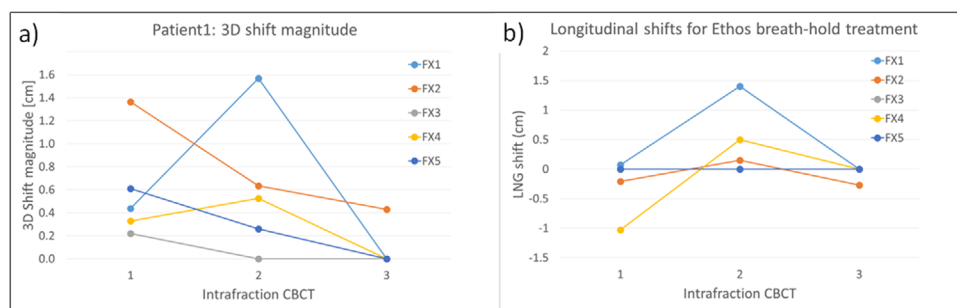 a)
Patient1: 3D shift magnitude
3D Shift magnitude [cm]
1.6
1.4
1.2
1.0
0.8
0.6
0.4
0.2
0.0
FX1
FX2
FX3
FX4
FX5
1 2 3
Intrafraction CBCT
b)
Longitudinal shifts for Ethos breath-hold treatment
LNG shift (cm)
2
1.5
1
0.5
0
-0.5
-1
-1.5
FX1
FX2
FX3
FX4
FX5
1 2 3
Intrafraction CBCT